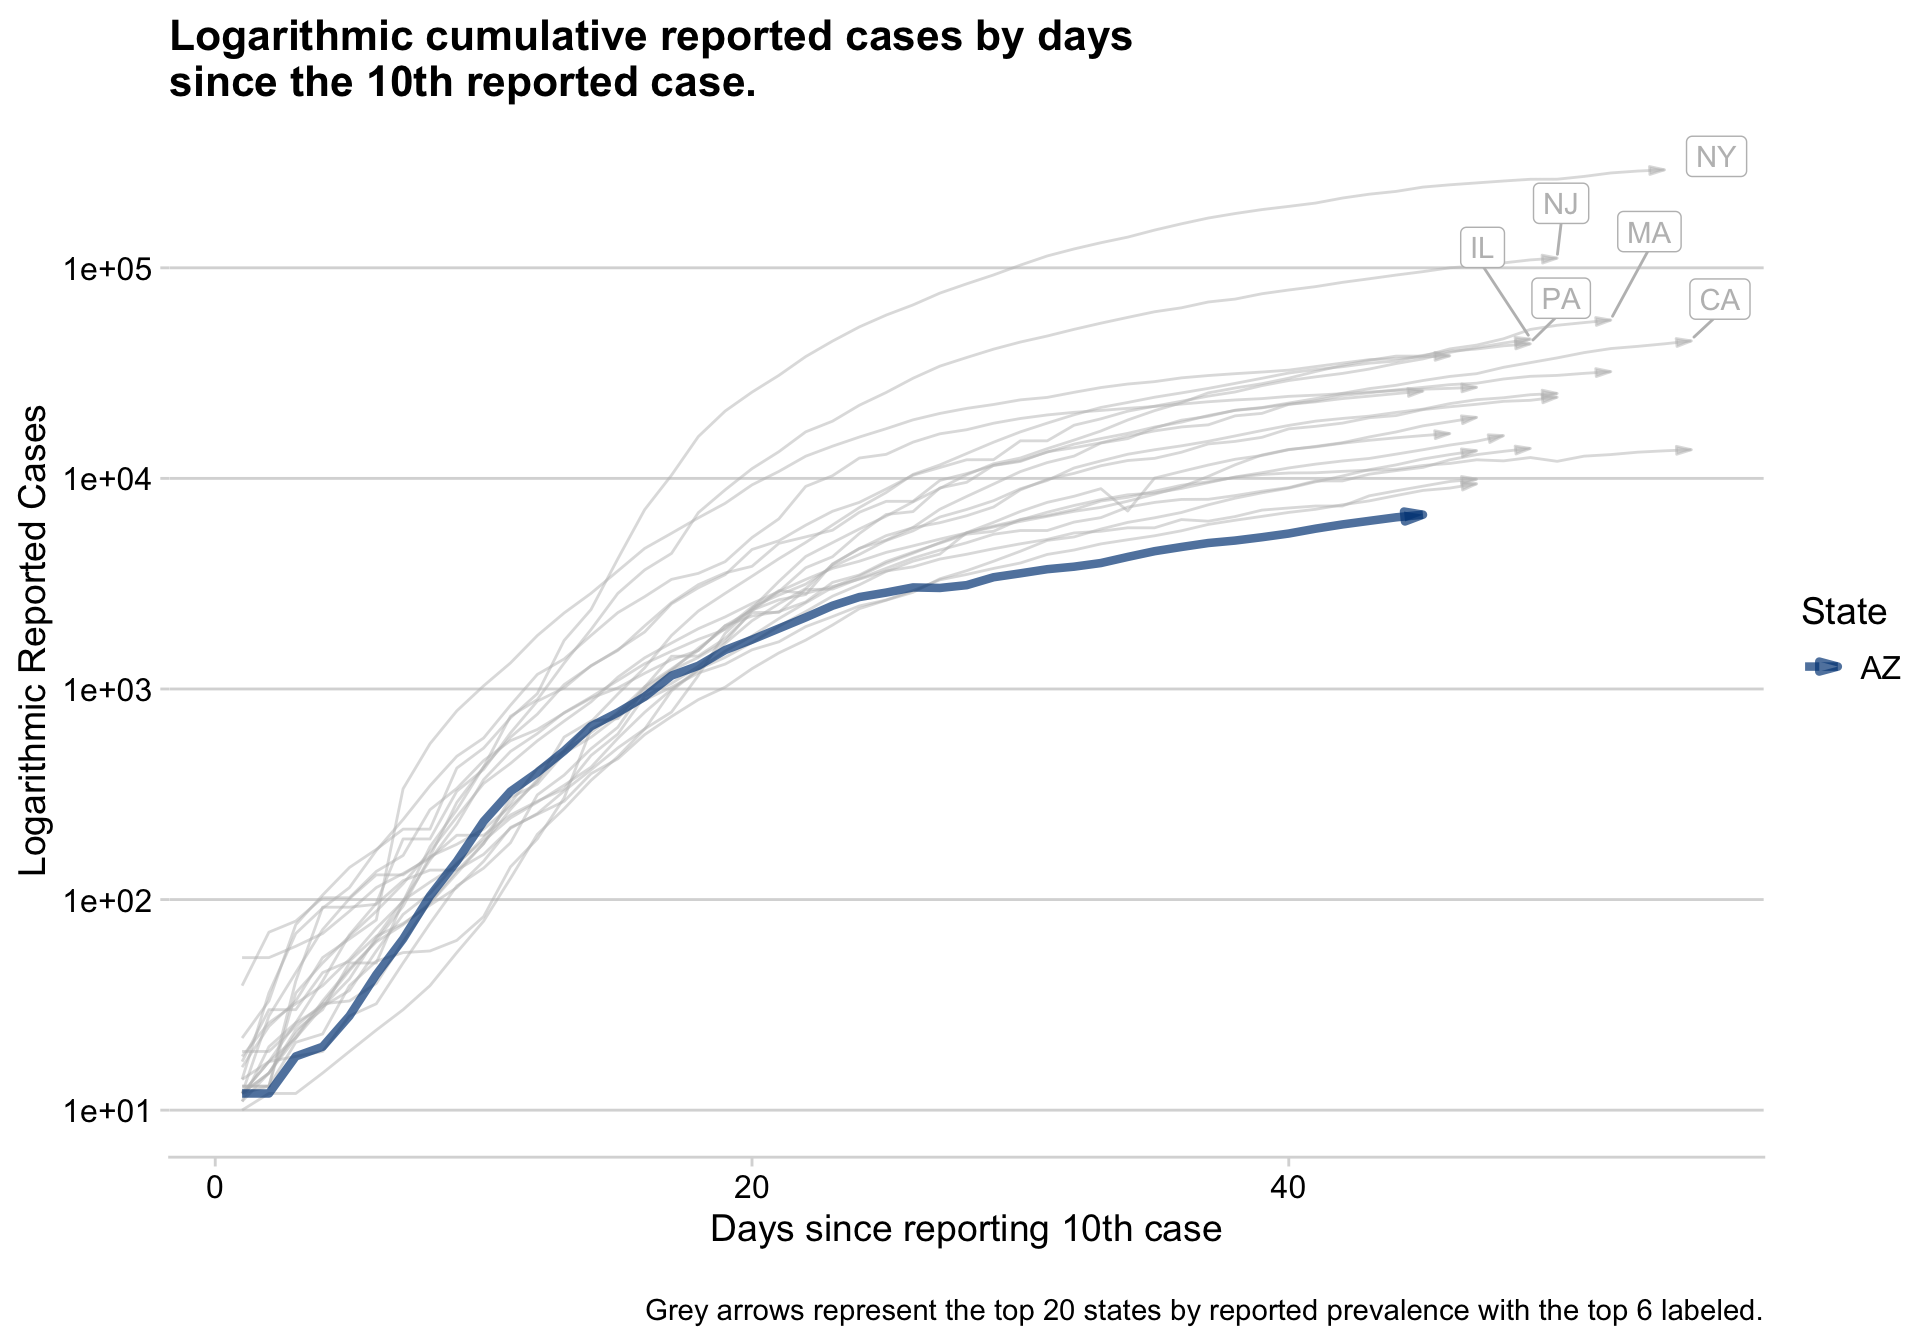 Logarithmic cumulative reported cases by days
since the 10th reported case.
NY
NJ
MA
IL
PA
CA
1e+05
1e+04
1e+03
1e+02
1e+01
Logarithmic Reported Cases
State
AZ
0
20
40
Days since reporting 10th case
Grey arrows represent the top 20 states by reported prevalence with the top 6 labeled.